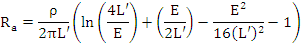 Rₐ = ρ/2πL′ (ln (4L′/E) + (E/2L′) − E²/16(L′)² − 1)